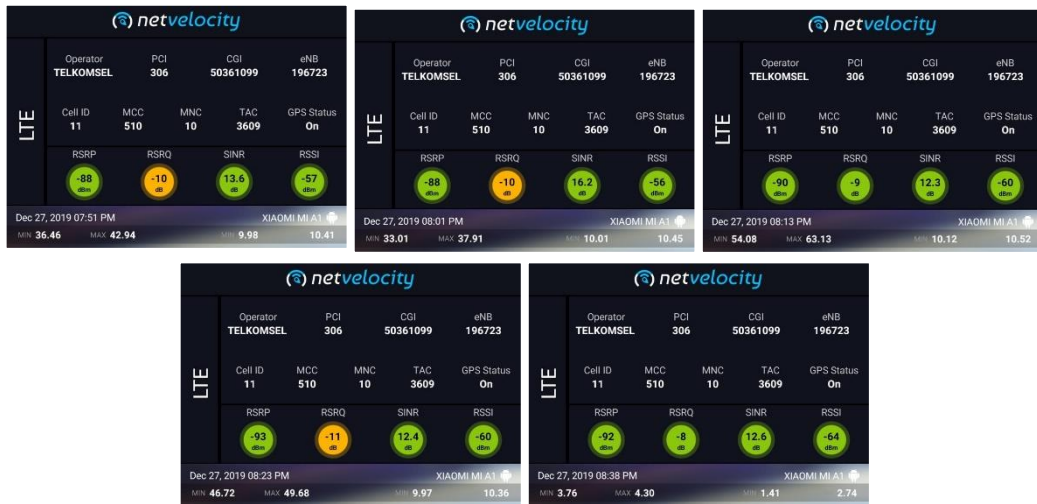 netvelocity
LTE
Operator PCI CGI eNB
TELKOMSEL 306 50361099 196723
Cell ID MCC MNC TAC GPS Status
11 510 10 3609 On
RSRP RSRQ SINR RSSI
-88 -10 13.6 -57
dBm dB dB dBm
Dec 27, 2019 07:51 PM XIAOMI MI A1
MIN 36.46 MAX 42.94 MIN 9.98 10.41
netvelocity
LTE
Operator PCI CGI eNB
TELKOMSEL 306 50361099 196723
Cell ID MCC MNC TAC GPS Status
11 510 10 3609 On
RSRP RSRQ SINR RSSI
-88 -10 16.2 -56
dBm dB dB dBm
Dec 27, 2019 08:01 PM XIAOMI MI A1
MIN 33.01 MAX 37.91 MIN 10.01 10.45
netvelocity
LTE
Operator PCI CGI eNB
TELKOMSEL 306 50361099 196723
Cell ID MCC MNC TAC GPS Status
11 510 10 3609 On
RSRP RSRQ SINR RSSI
-90 -9 12.3 -60
dBm dB dB dBm
Dec 27, 2019 08:13 PM XIAOMI MI A1
MIN 54.08 MAX 63.13 MIN 10.12 10.52
netvelocity
LTE
Operator PCI CGI eNB
TELKOMSEL 306 50361099 196723
Cell ID MCC MNC TAC GPS Status
11 510 10 3609 On
RSRP RSRQ SINR RSSI
-93 -11 12.4 -60
dBm dB dB dBm
Dec 27, 2019 08:23 PM XIAOMI MI A1
MIN 46.72 MAX 49.68 MIN 9.97 10.36
netvelocity
LTE
Operator PCI CGI eNB
TELKOMSEL 306 50361099 196723
Cell ID MCC MNC TAC GPS Status
11 510 10 3609 On
RSRP RSRQ SINR RSSI
-92 -8 12.6 -64
dBm dB dB dBm
Dec 27, 2019 08:38 PM XIAOMI MI A1
MIN 3.76 MAX 4.30 MIN 1.41 2.74